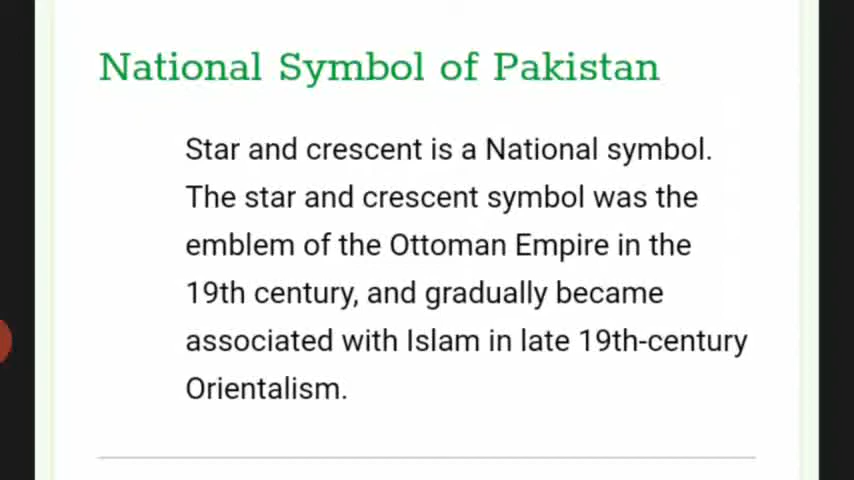 National Symbol of Pakistan
Star and crescent is a National symbol.
The star and crescent symbol was the
emblem of the Ottoman Empire in the
19th century, and gradually became
associated with Islam in late 19th-century
Orientalism.